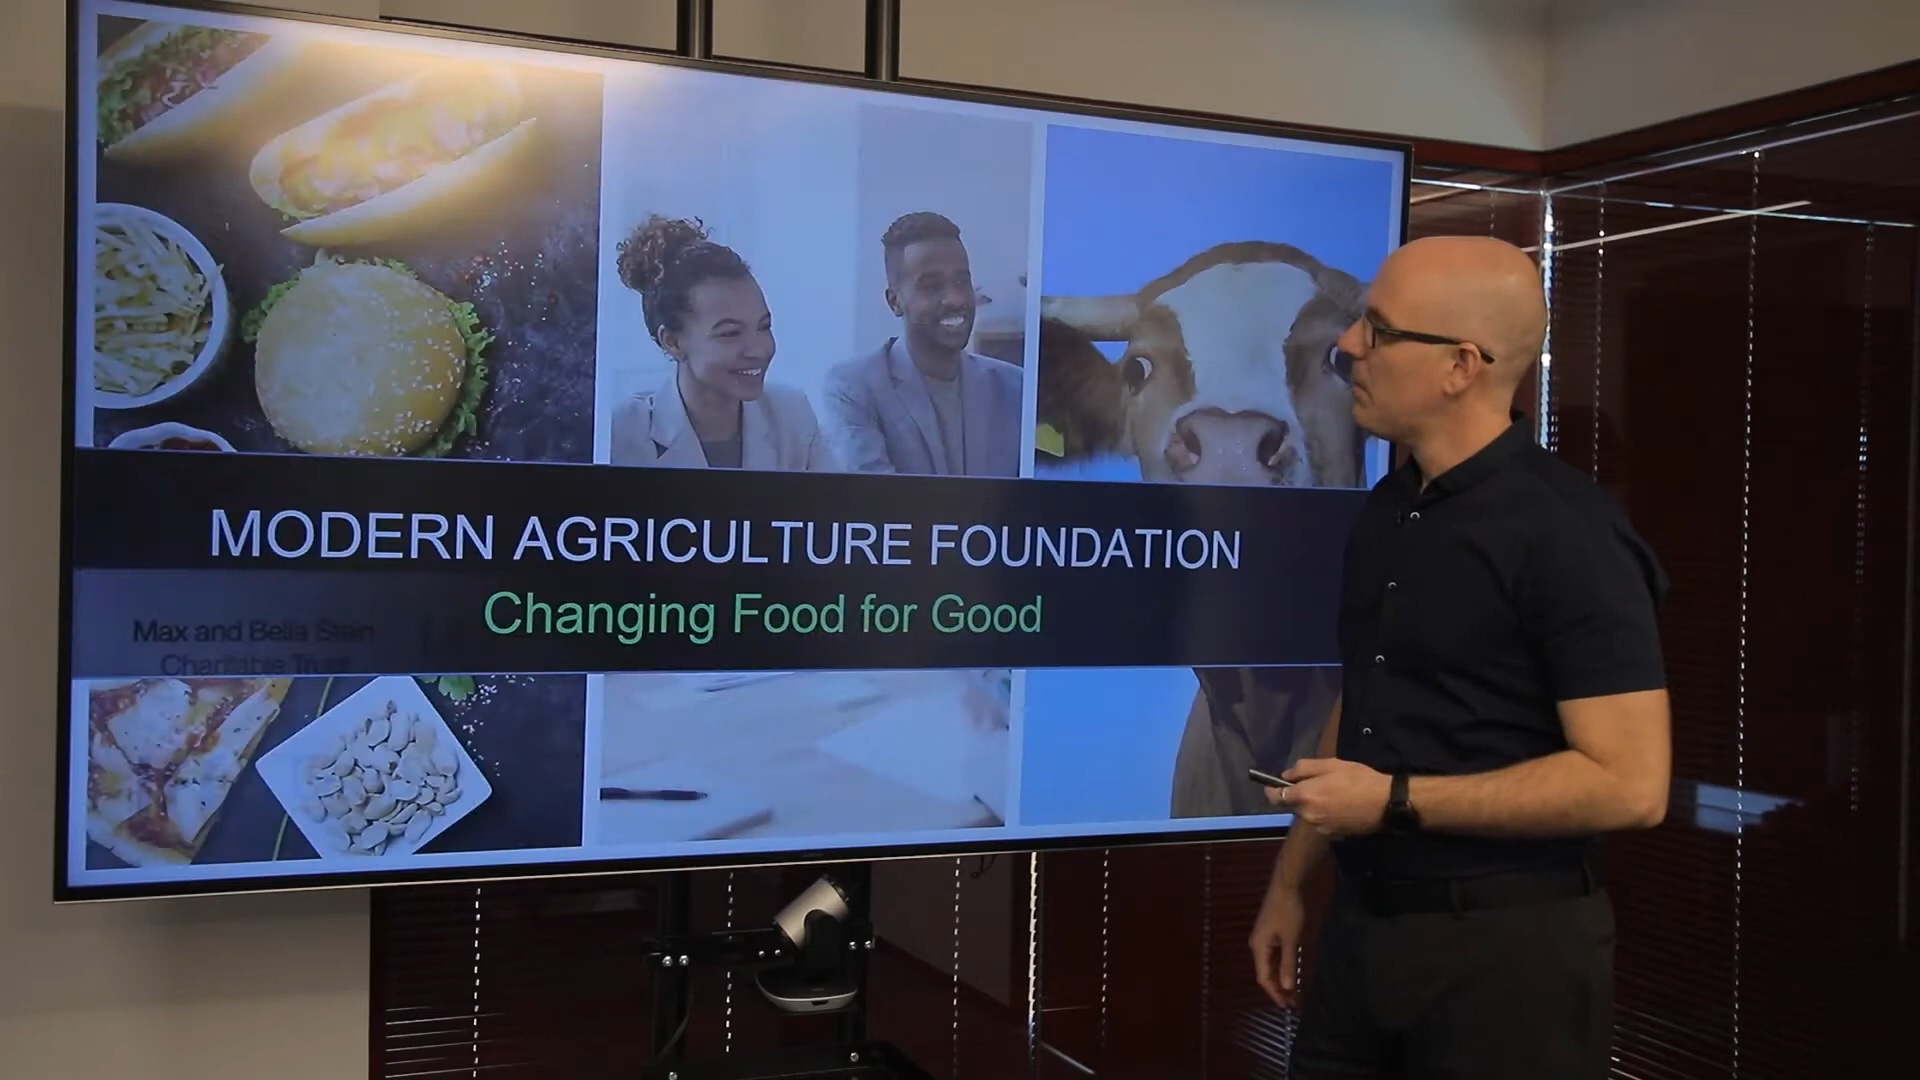 MODERN AGRICULTURE FOUNDATION
Changing Food for Good
Max and Bella Stein
Charitable Trust